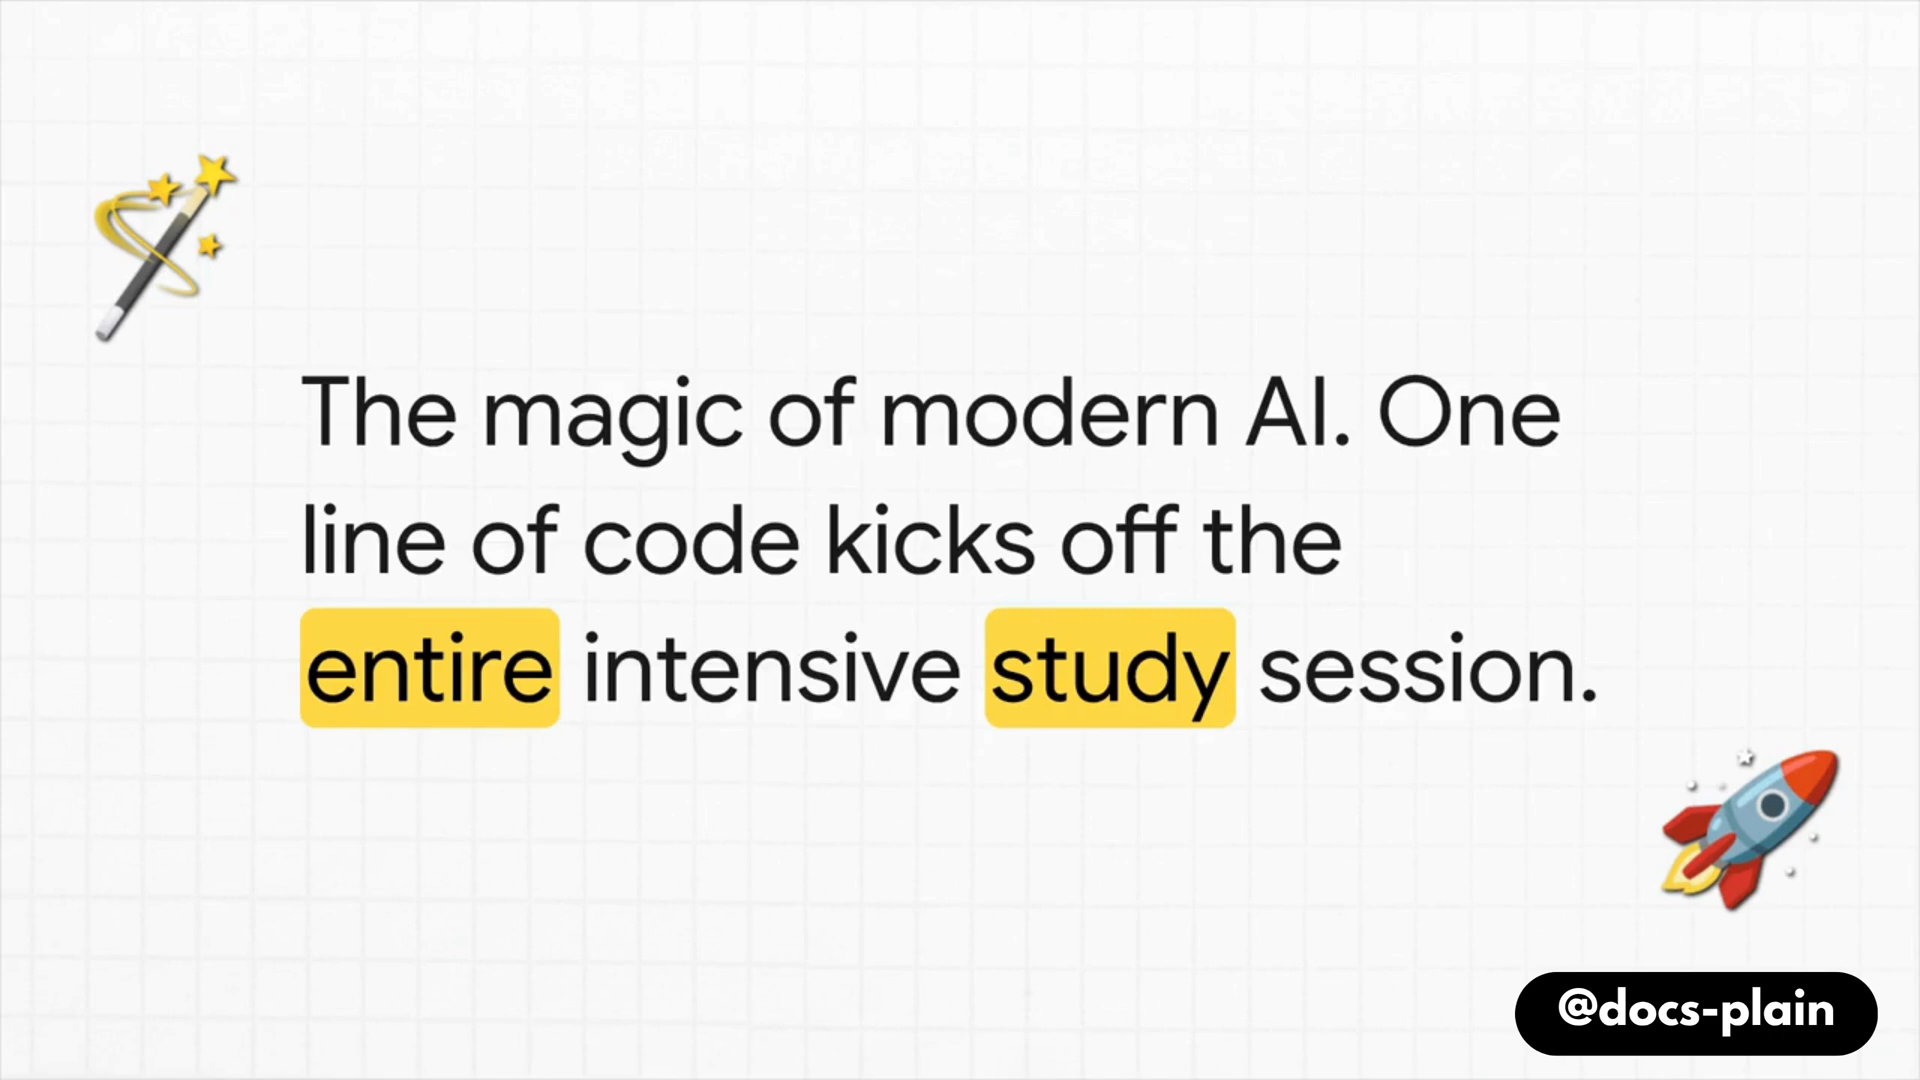 The magic of modern AI. One
line of code kicks off the
entire intensive study session.
@docs-plain